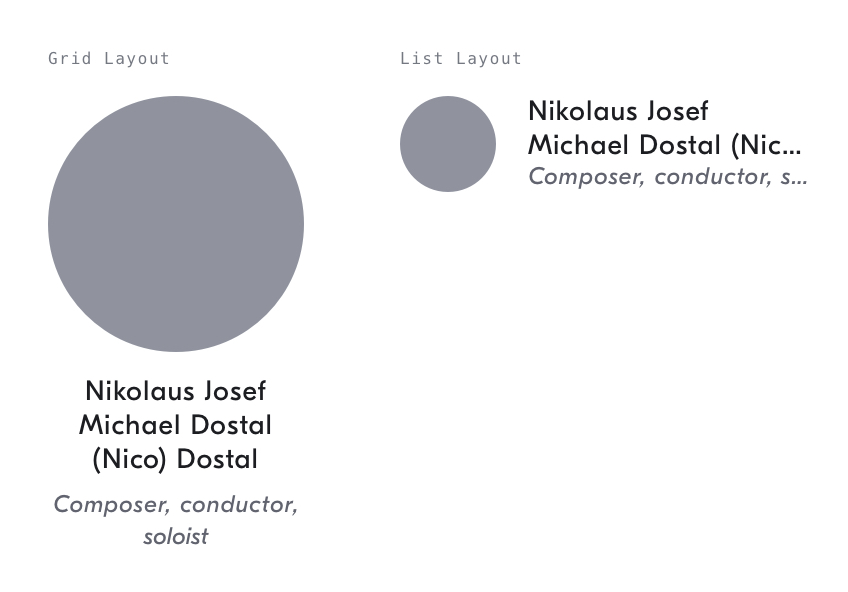 Grid Layout
Nikolaus Josef
Michael Dostal
(Nico) Dostal
Composer, conductor,
soloist
List Layout
Nikolaus Josef
Michael Dostal (Nic...
Composer, conductor, s...